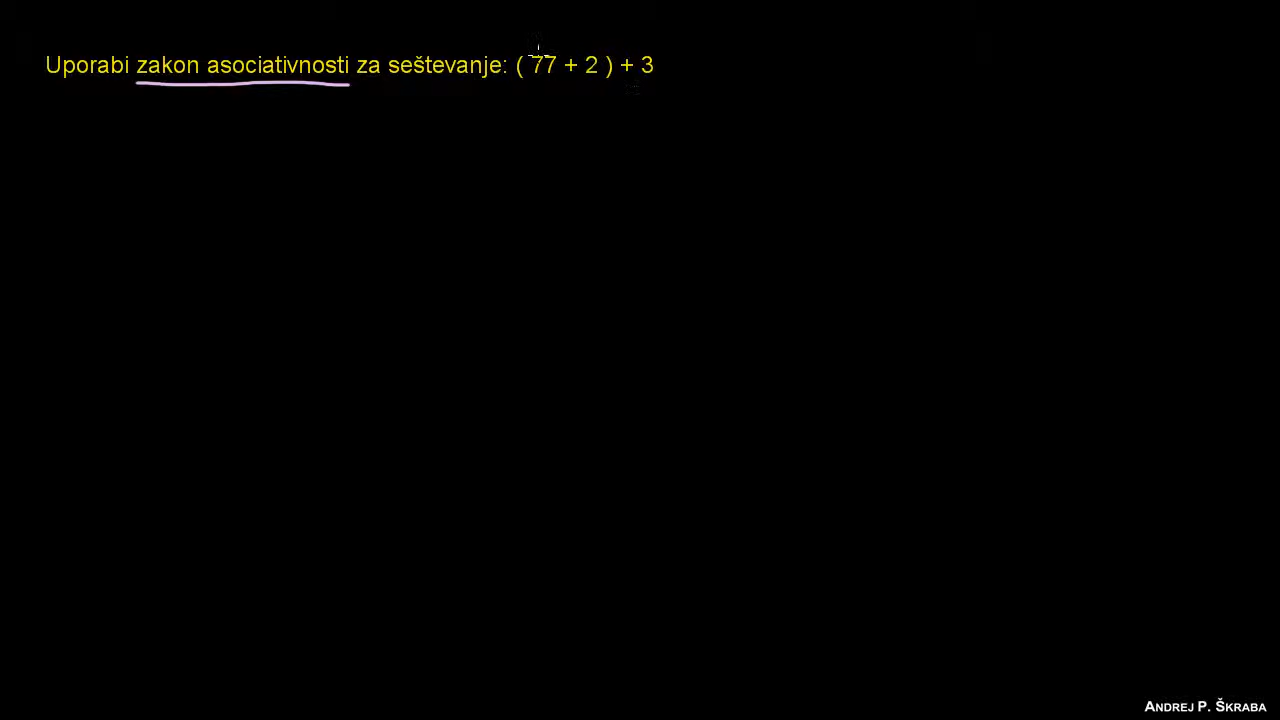 Uporabi zakon asociativnosti za seštevanje: ( 77 + 2 ) + 3
ANDREJ P. ŠKRABA